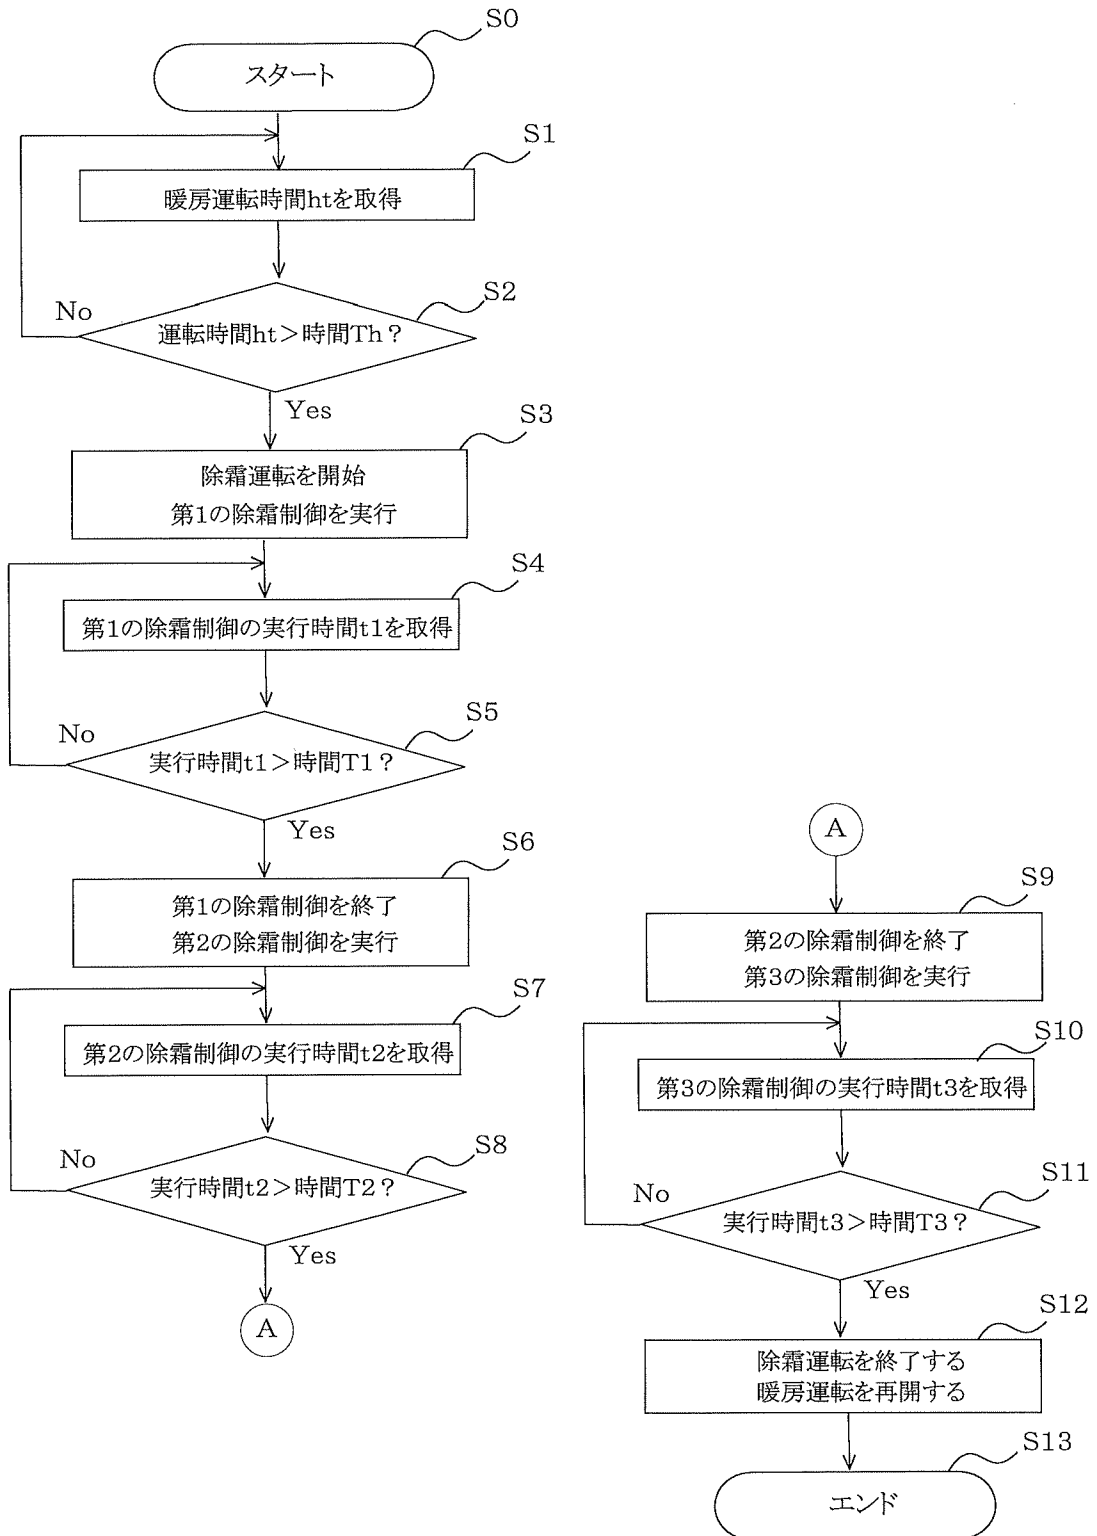 S0
スタート
S1
暖房運転時間htを取得
S2
運転時間ht＞時間Th？
No
Yes
S3
除霜運転を開始
第1の除霜制御を実行
S4
第1の除霜制御の実行時間t1を取得
S5
実行時間t1＞時間T1？
No
Yes
S6
第1の除霜制御を終了
第2の除霜制御を実行
S7
第2の除霜制御の実行時間t2を取得
S8
実行時間t2＞時間T2？
No
Yes
A
A
S9
第2の除霜制御を終了
第3の除霜制御を実行
S10
第3の除霜制御の実行時間t3を取得
S11
実行時間t3＞時間T3？
No
Yes
S12
除霜運転を終了する
暖房運転を再開する
S13
エンド